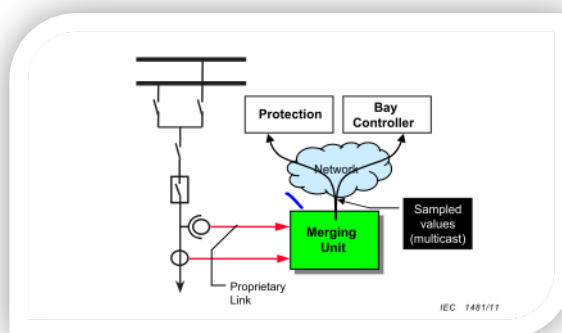 Protection
Bay
Controller
Network
Merging
Unit
Sampled
values
(multicast)
Proprietary
Link
IEC 1481/11